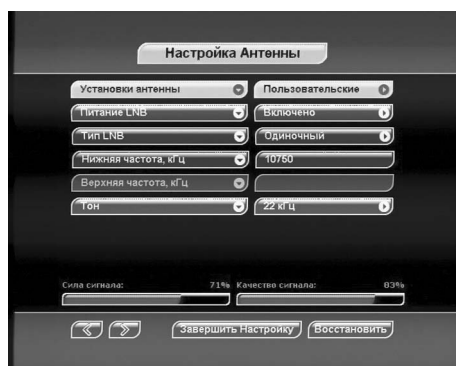 Настройка Антенны
Установки антенны Пользовательские
Питание LNB Включено
Тип LNB Одиночный
Нижняя частота, кГц 10750
Верхняя частота, кГц
Тон 22 кГц
Сила сигнала: 71% Качество сигнала: 83%
Завершить Настройку Восстановить